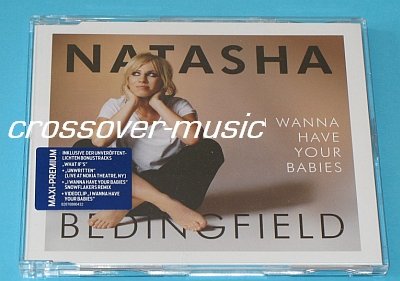 NATASHA
crossover-music
I WANNA
HAVE
YOUR
BABIES
MAXI-PREMIUM
INKLUSIVE DER UNVERÖFFENT-
LICHTEN BONUSTRACKS
„WHAT IF'S"
+ „UNWRITTEN"
(LIVE AT NOKIA THEATRE, NY)
+ „I WANNA HAVE YOUR BABIES"
SNOWFLAKERS REMIX
+ VIDEOCLIP „I WANNA HAVE
YOUR BABIES"
BEDINGFIELD